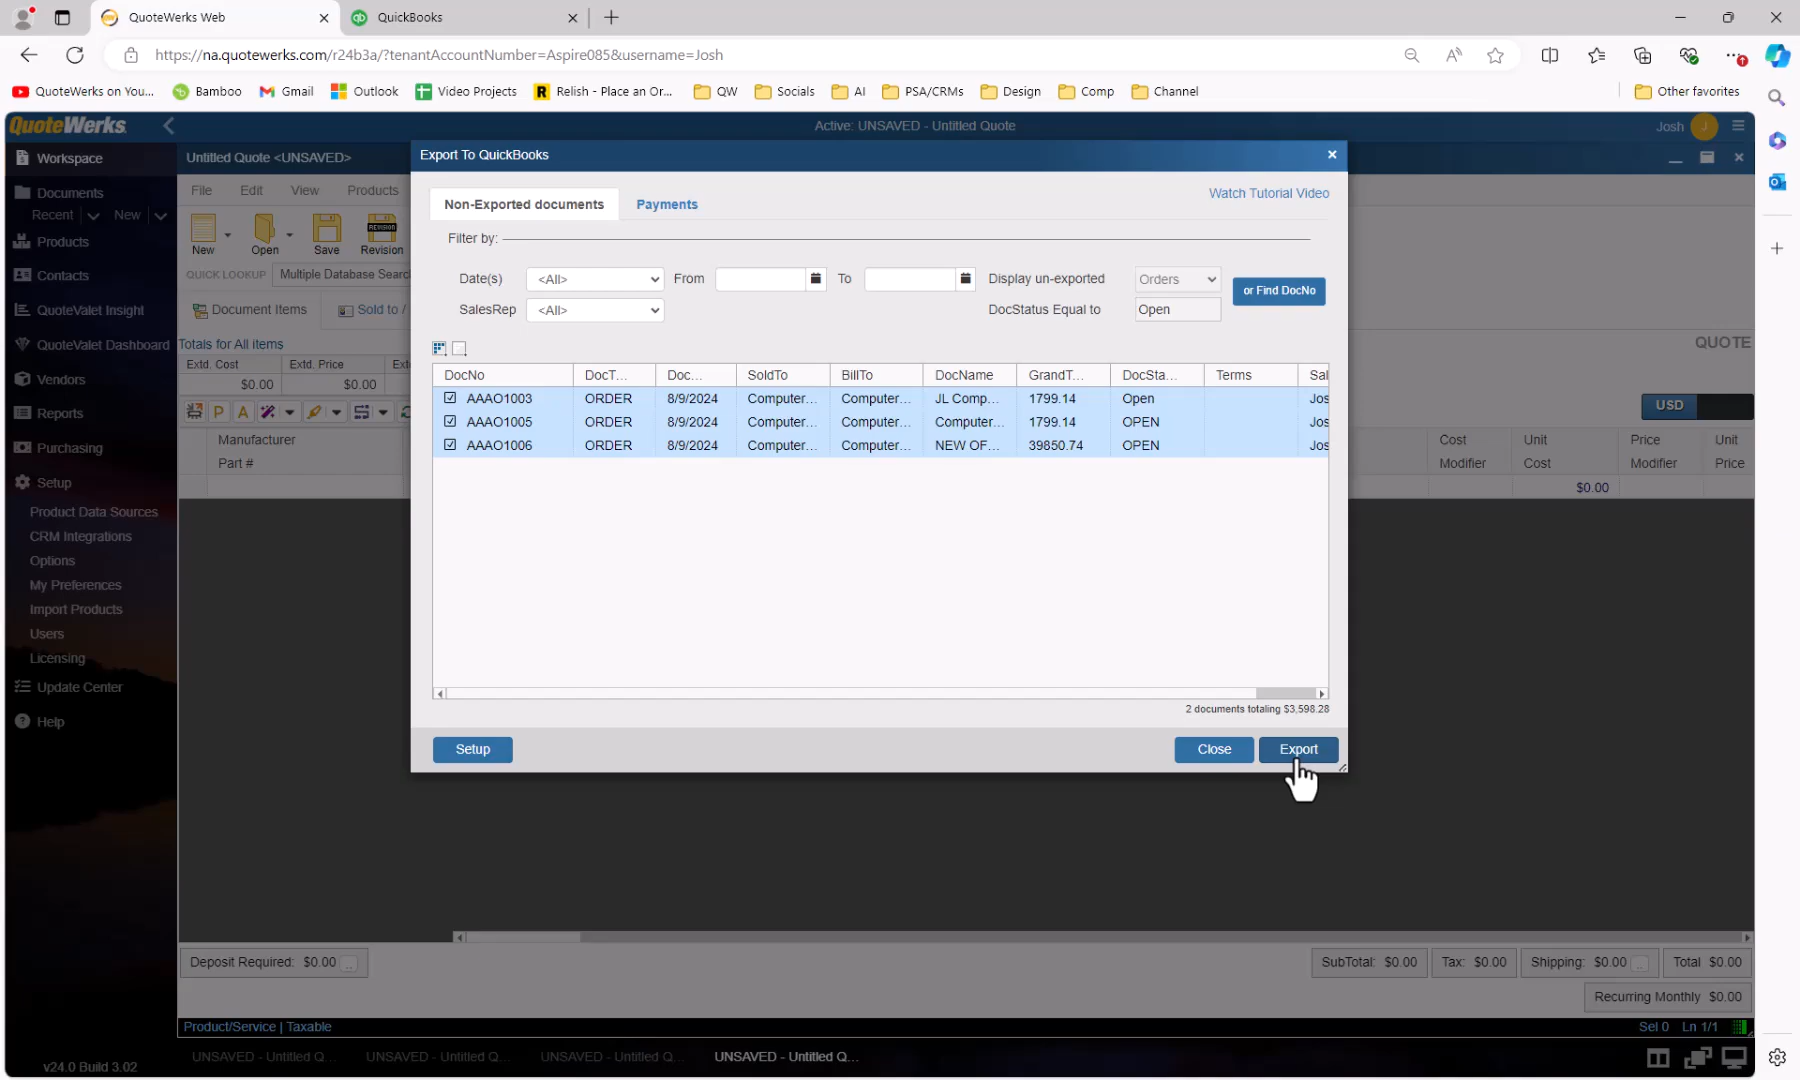 QuoteWerks Web
QuickBooks
https://na.quotewerks.com/r24b3a/?tenantAccountNumber=Aspire085&username=Josh
QuoteWerks on You...
Bamboo
Gmail
Outlook
Video Projects
Relish - Place an Or...
QW
Socials
AI
PSA/CRMs
Design
Comp
Channel
Other favorites
QuoteWerks
Active: UNSAVED - Untitled Quote
Josh J
Workspace
Documents
Recent
New
Products
Contacts
QuoteValet Insight
QuoteValet Dashboard
Vendors
Reports
Purchasing
Setup
Product Data Sources
CRM Integrations
Options
My Preferences
Import Products
Users
Licensing
Update Center
Help
v24.0 Build 3.02
Untitled Quote <UNSAVED>
File Edit View Products
New Open Save Revision
QUICK LOOKUP Multiple Database Searc
Document Items
Sold to /
Totals for All items
Extd. Cost Extd. Price
$0.00 $0.00
Manufacturer
Part #
QUOTE
USD
Cost Modifier
Unit Cost
Price Modifier
Unit Price
$0.00
Export To QuickBooks
Non-Exported documents
Payments
Watch Tutorial Video
Filter by:
Date(s) <All> From To Display un-exported Orders or Find DocNo
SalesRep <All> DocStatus Equal to Open
DocNo DocT... Doc... SoldTo BillTo DocName GrandT... DocSta... Terms Sal
AAAO1003 ORDER 8/9/2024 Computer... Computer... JL Comp... 1799.14 Open Jos
AAAO1005 ORDER 8/9/2024 Computer... Computer... Computer... 1799.14 OPEN
AAAO1006 ORDER 8/9/2024 Computer... Computer... NEW OF... 39850.74 OPEN Jos
2 documents totaling $3,598.28
Setup
Close
Export
Deposit Required: $0.00
SubTotal: $0.00 Tax: $0.00 Shipping: $0.00 Total $0.00
Recurring Monthly $0.00
Product/Service | Taxable
Sel 0 Ln 1/1
UNSAVED - Untitled Q... UNSAVED - Untitled Q... UNSAVED - Untitled Q... UNSAVED - Untitled Q...